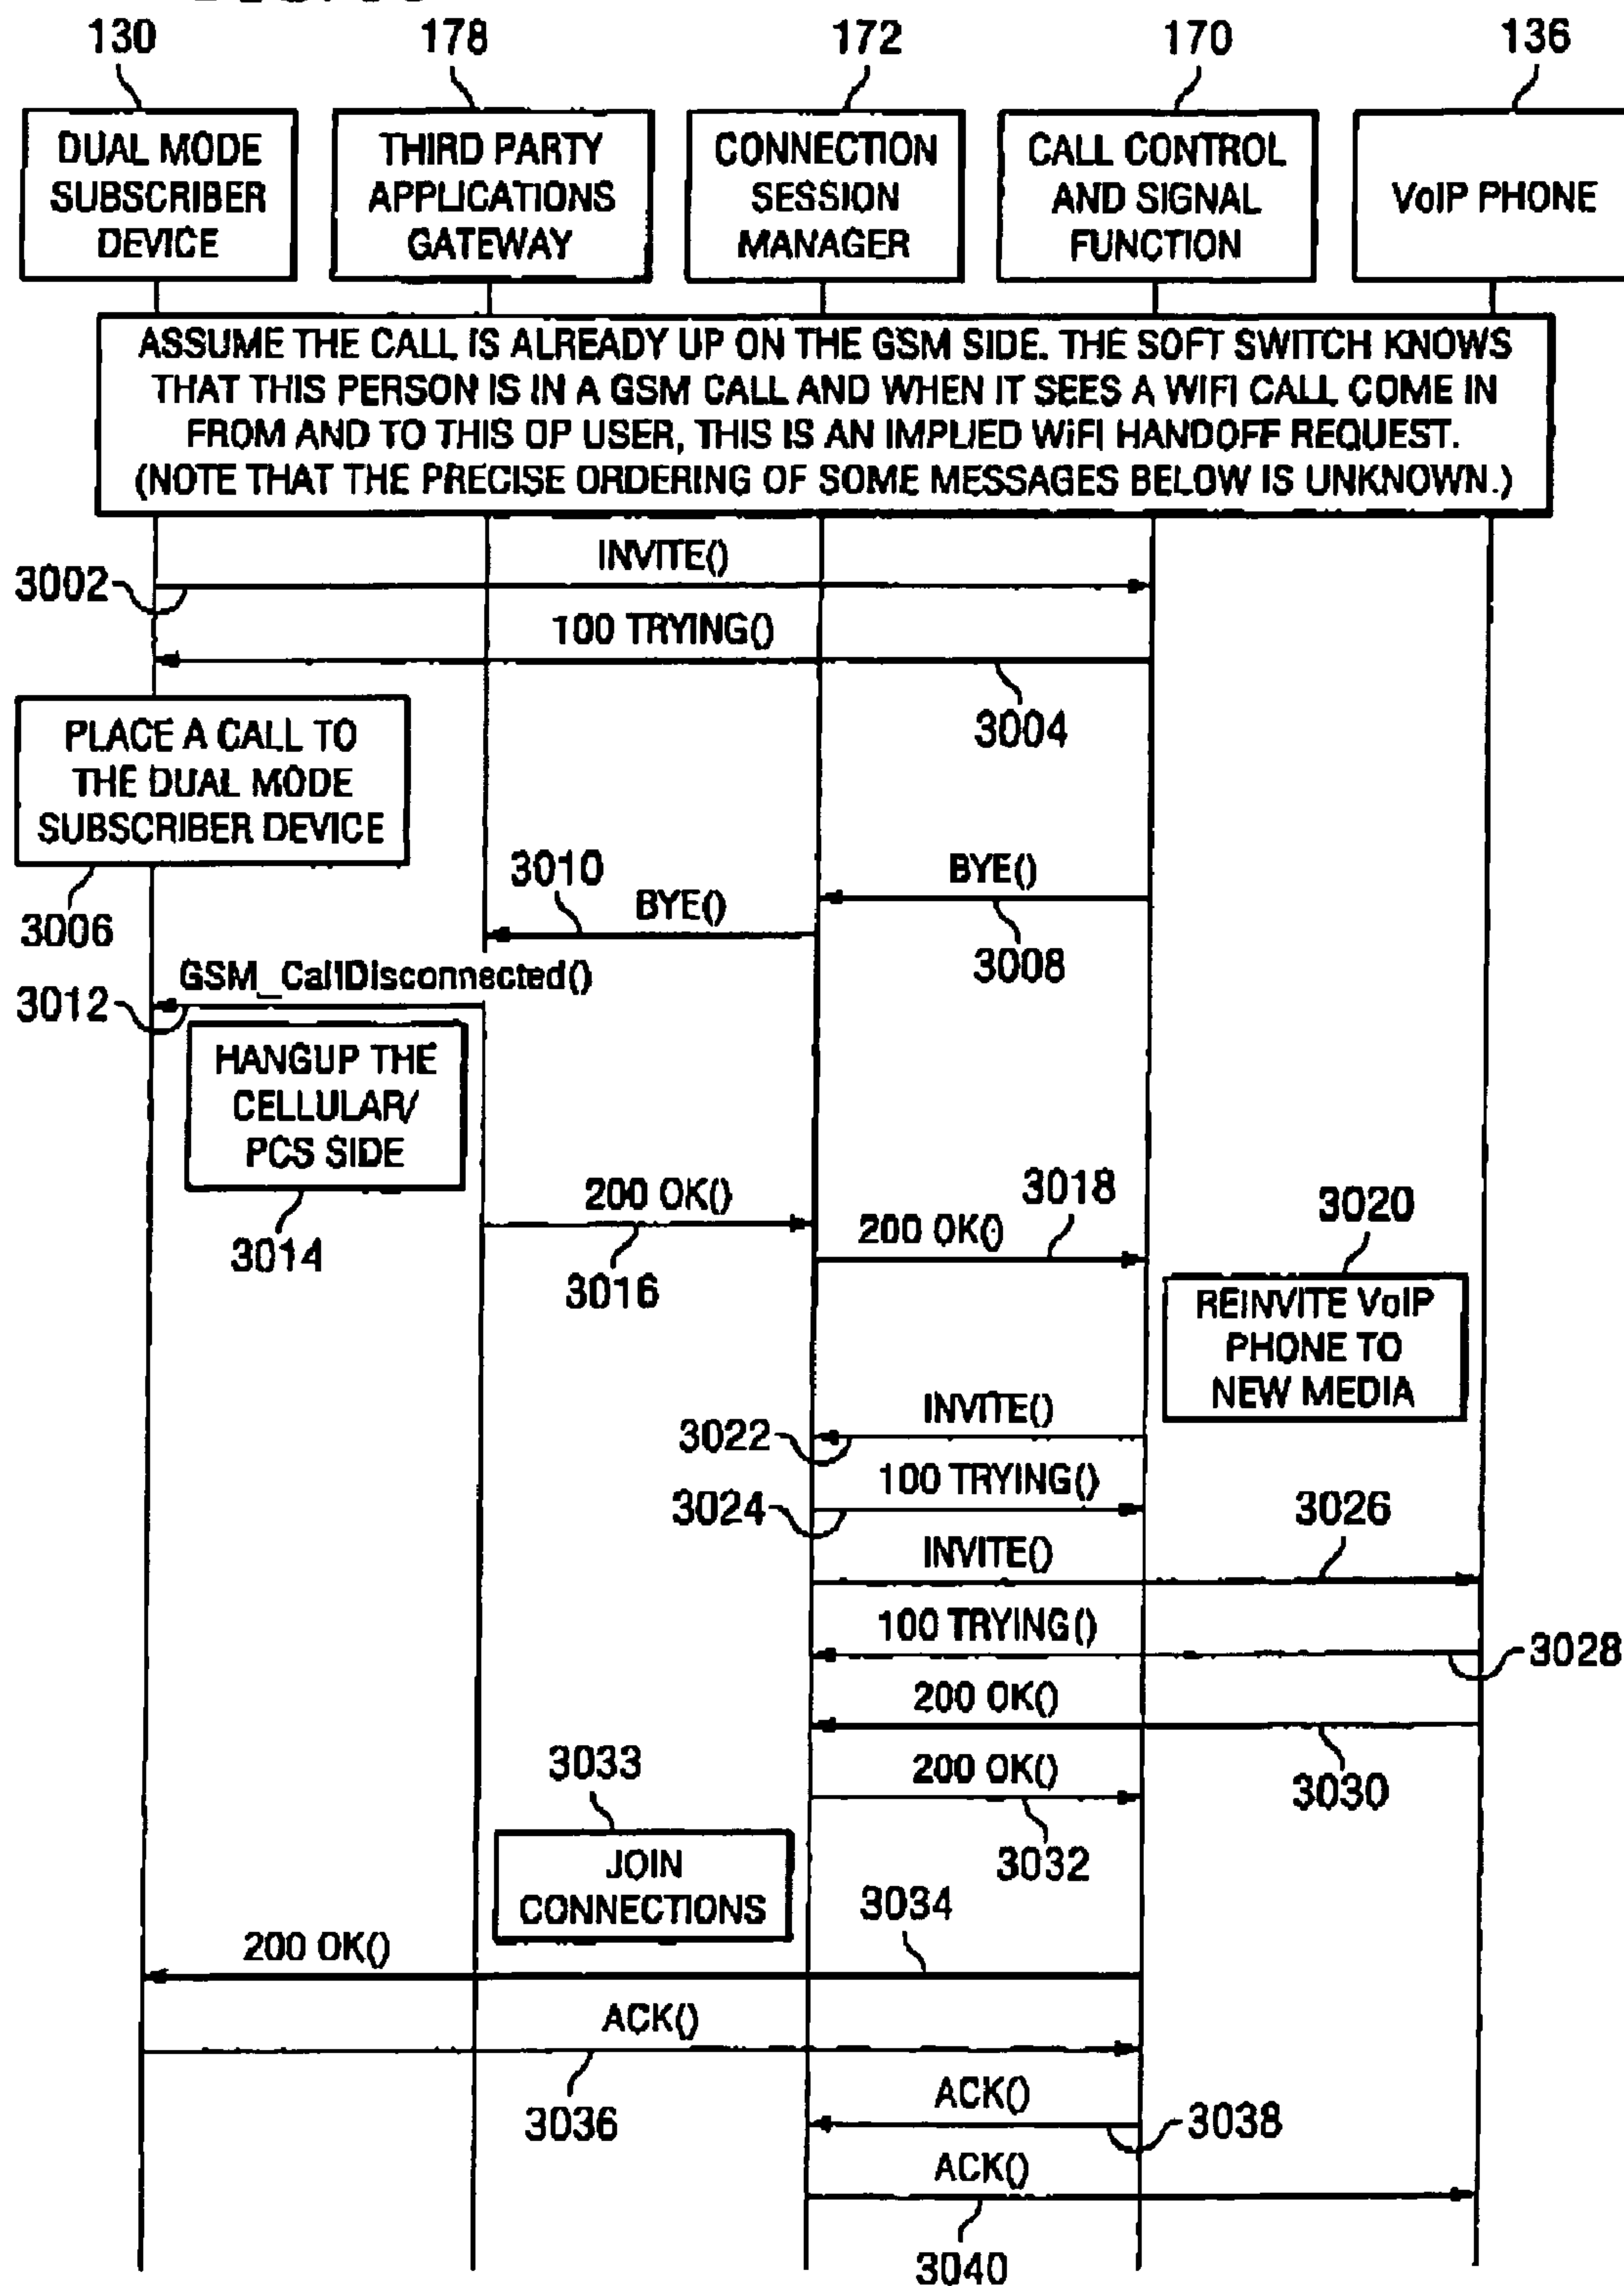 130
178
172
170
136
DUAL MODE
SUBSCRIBER
DEVICE
THIRD PARTY
APPLICATIONS
GATEWAY
CONNECTION
SESSION
MANAGER
CALL CONTROL
AND SIGNAL
FUNCTION
VoIP PHONE
ASSUME THE CALL IS ALREADY UP ON THE GSM SIDE. THE SOFT SWITCH KNOWS
THAT THIS PERSON IS IN A GSM CALL AND WHEN IT SEES A WIFI CALL COME IN
FROM AND TO THIS OP USER, THIS IS AN IMPLIED WiFI HANDOFF REQUEST.
(NOTE THAT THE PRECISE ORDERING OF SOME MESSAGES BELOW IS UNKNOWN.)
INVITE()
3002
100 TRYING()
3004
PLACE A CALL TO
THE DUAL MODE
SUBSCRIBER DEVICE
3006
BYE()
3008
3010
BYE()
GSM_CallDisconnected()
3012
HANGUP THE
CELLULAR/
PCS SIDE
3014
200 OK()
3016
3018
200 OK()
3020
REINVITE VoIP
PHONE TO
NEW MEDIA
INVITE()
3022
100 TRYING()
3024
3026
INVITE()
100 TRYING()
3028
200 OK()
3030
200 OK()
3032
3033
JOIN
CONNECTIONS
3034
200 OK()
ACK()
3036
ACK()
3038
ACK()
3040